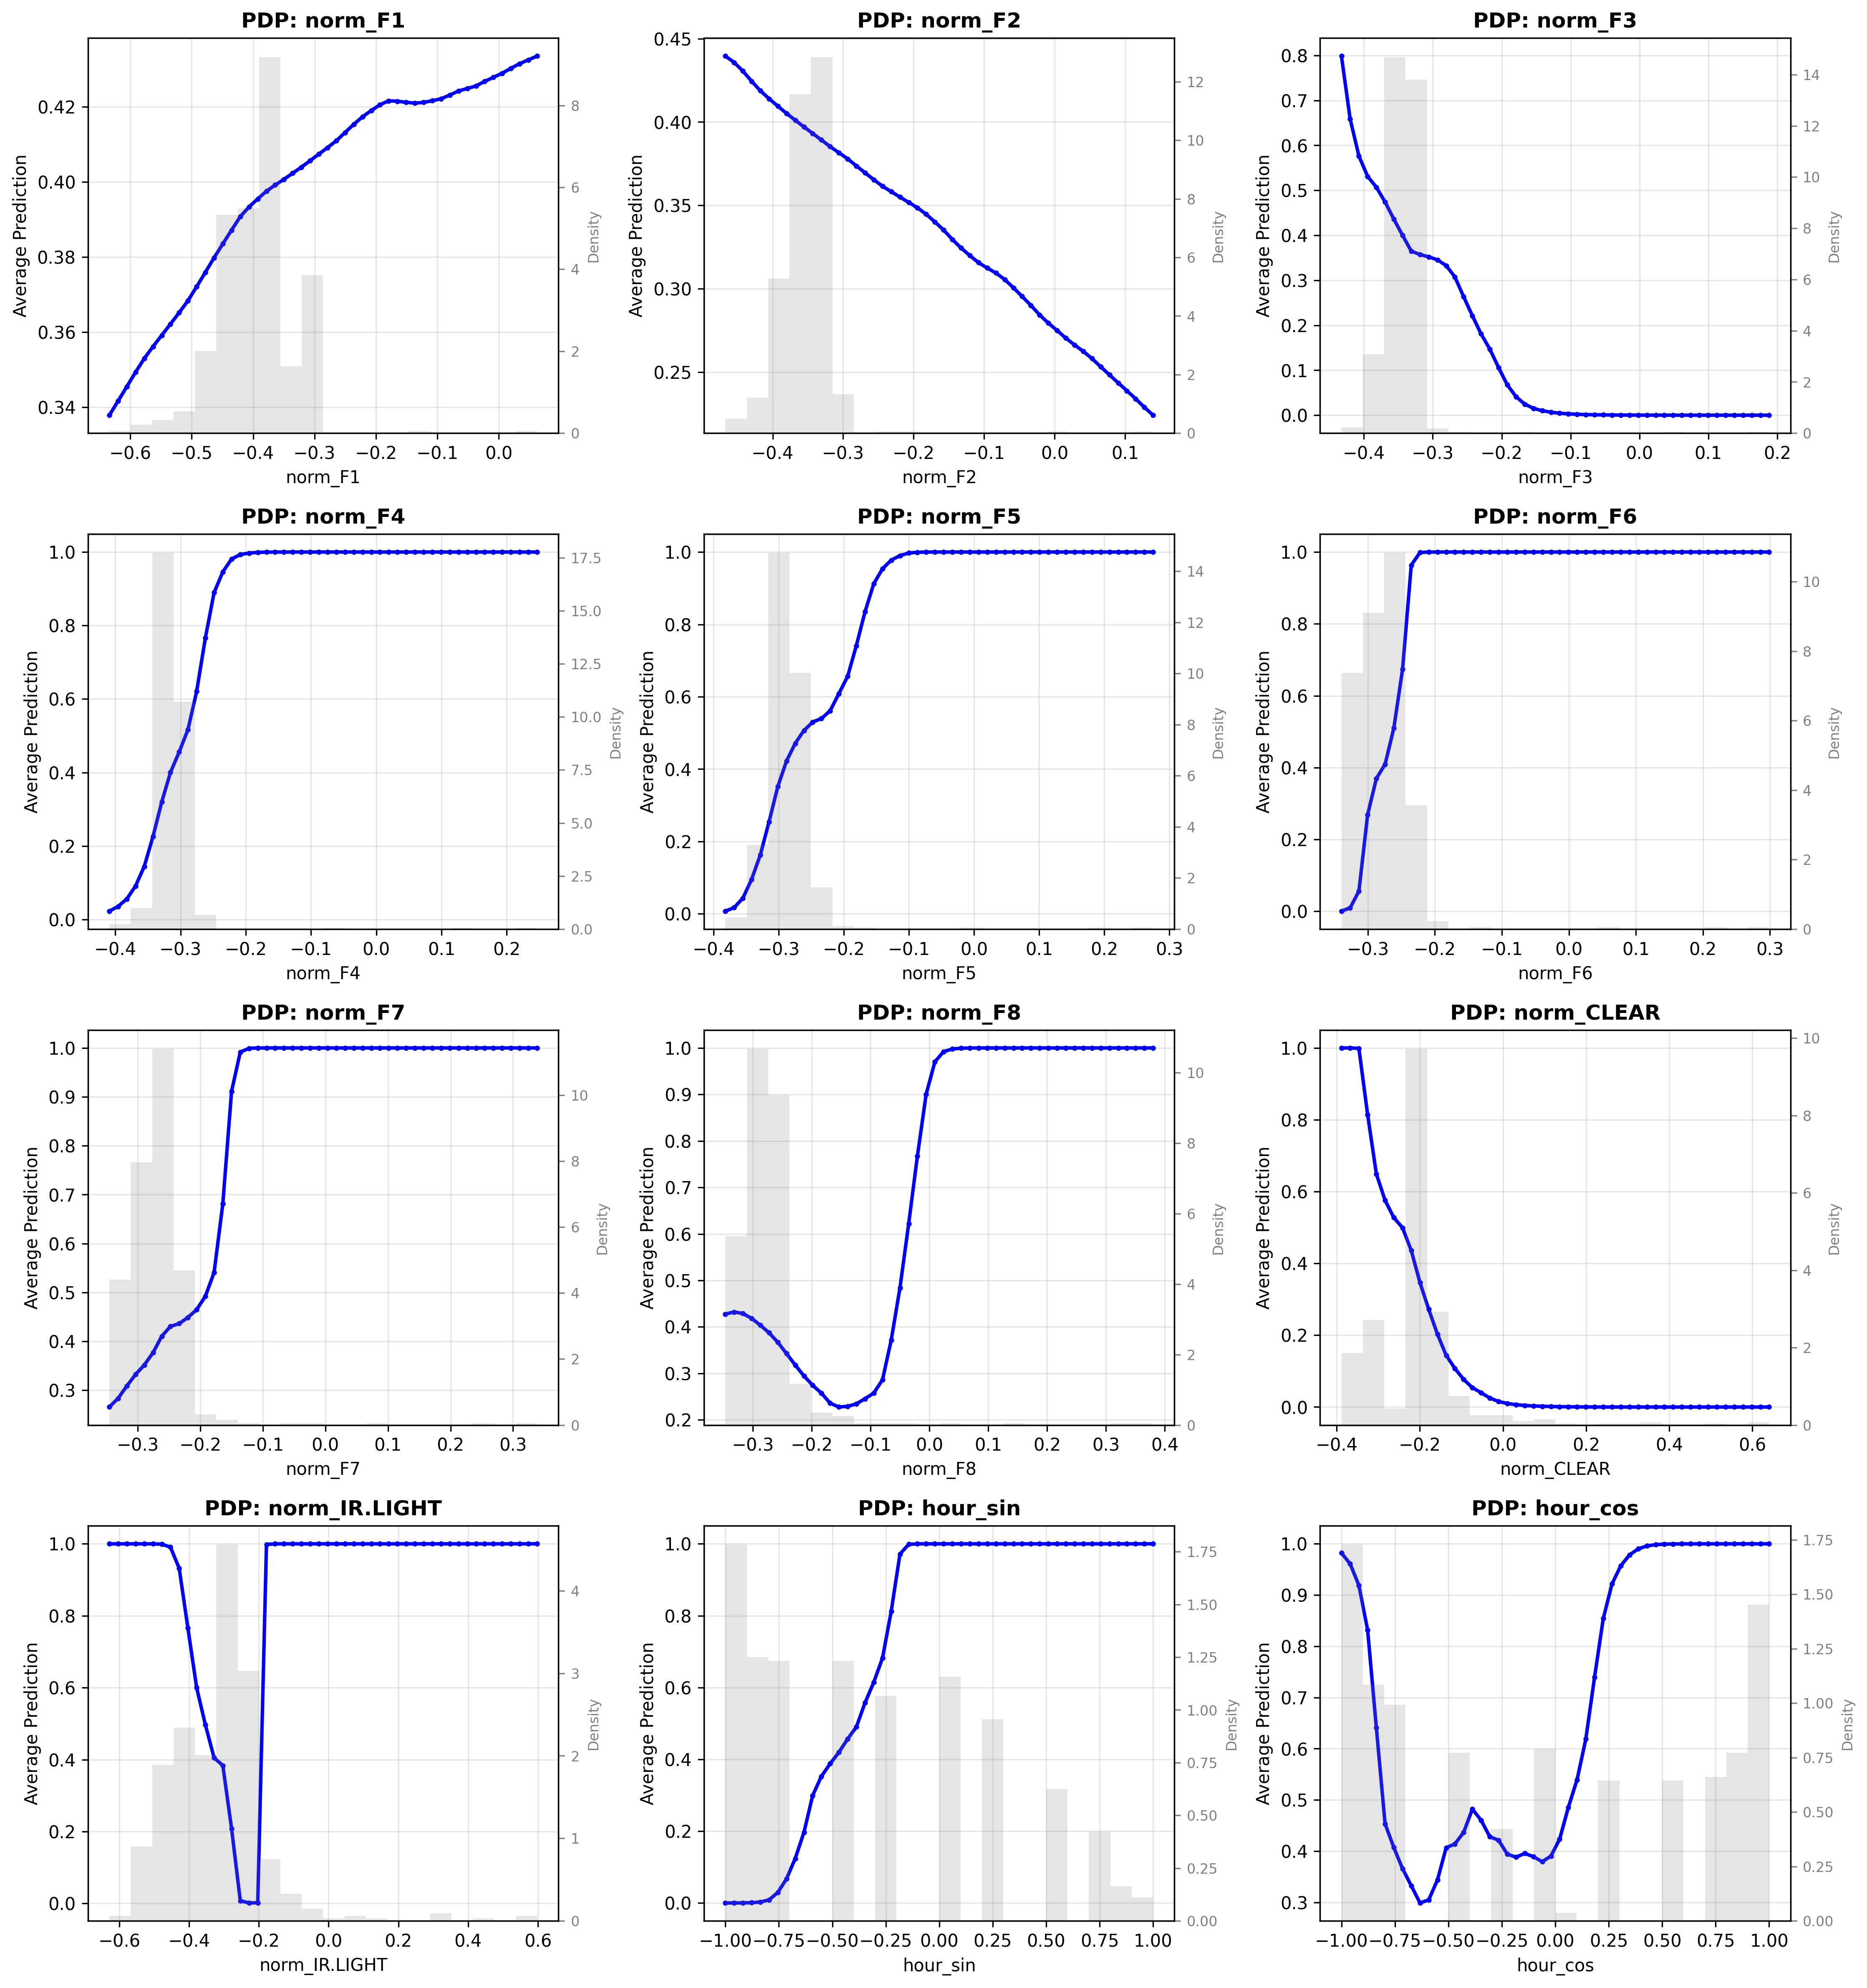 PDP: norm_F1
0.42
0.40
0.38
0.36
0.34
Average Prediction
8
6
4
2
0
Density
−0.6 −0.5 −0.4 −0.3 −0.2 −0.1 0.0
norm_F1
PDP: norm_F2
0.45
0.40
0.35
0.30
0.25
Average Prediction
12
10
8
6
4
2
0
Density
−0.4 −0.3 −0.2 −0.1 0.0 0.1
norm_F2
PDP: norm_F3
0.8
0.7
0.6
0.5
0.4
0.3
0.2
0.1
0.0
Average Prediction
14
12
10
8
6
4
2
0
Density
−0.4 −0.3 −0.2 −0.1 0.0 0.1 0.2
norm_F3
PDP: norm_F4
1.0
0.8
0.6
0.4
0.2
0.0
Average Prediction
17.5
15.0
12.5
10.0
7.5
5.0
2.5
0.0
Density
−0.4 −0.3 −0.2 −0.1 0.0 0.1 0.2
norm_F4
PDP: norm_F5
1.0
0.8
0.6
0.4
0.2
0.0
Average Prediction
14
12
10
8
6
4
2
0
Density
−0.4 −0.3 −0.2 −0.1 0.0 0.1 0.2 0.3
norm_F5
PDP: norm_F6
1.0
0.8
0.6
0.4
0.2
0.0
Average Prediction
10
8
6
4
2
0
Density
−0.3 −0.2 −0.1 0.0 0.1 0.2 0.3
norm_F6
PDP: norm_F7
1.0
0.9
0.8
0.7
0.6
0.5
0.4
0.3
Average Prediction
10
8
6
4
2
0
Density
−0.3 −0.2 −0.1 0.0 0.1 0.2 0.3
norm_F7
PDP: norm_F8
1.0
0.9
0.8
0.7
0.6
0.5
0.4
0.3
0.2
Average Prediction
10
8
6
4
2
0
Density
−0.3 −0.2 −0.1 0.0 0.1 0.2 0.3 0.4
norm_F8
PDP: norm_CLEAR
1.0
0.8
0.6
0.4
0.2
0.0
Average Prediction
10
8
6
4
2
0
Density
−0.4 −0.2 0.0 0.2 0.4 0.6
norm_CLEAR
PDP: norm_IR.LIGHT
1.0
0.8
0.6
0.4
0.2
0.0
Average Prediction
4
3
2
1
0
Density
−0.6 −0.4 −0.2 0.0 0.2 0.4 0.6
norm_IR.LIGHT
PDP: hour_sin
1.0
0.8
0.6
0.4
0.2
0.0
Average Prediction
1.75
1.50
1.25
1.00
0.75
0.50
0.25
0.00
Density
−1.00 −0.75 −0.50 −0.25 0.00 0.25 0.50 0.75 1.00
hour_sin
PDP: hour_cos
1.0
0.9
0.8
0.7
0.6
0.5
0.4
0.3
Average Prediction
1.75
1.50
1.25
1.00
0.75
0.50
0.25
0.00
Density
−1.00 −0.75 −0.50 −0.25 0.00 0.25 0.50 0.75 1.00
hour_cos